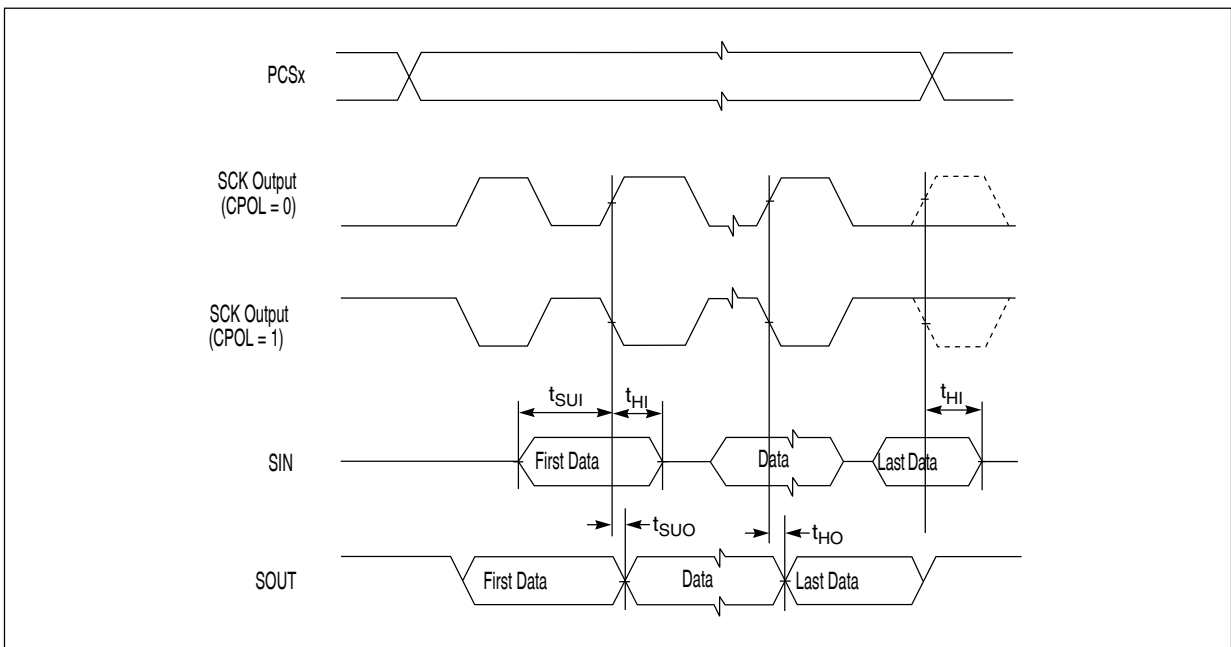 PCSx
SCK Output
(CPOL = 0)
SCK Output
(CPOL = 1)
tSUI
tHI
tHI
SIN
First Data
Data
Last Data
tSUO
tHO
SOUT
First Data
Data
Last Data